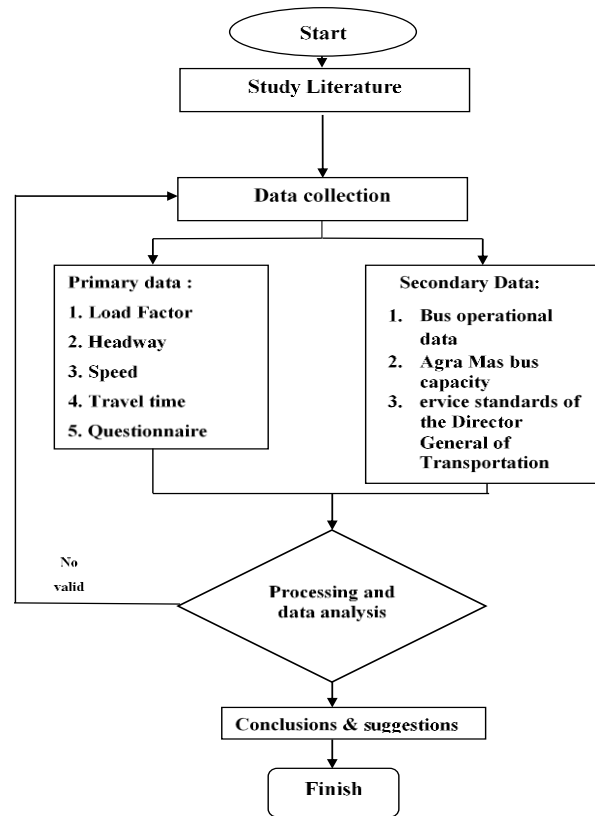 Start
Study Literature
Data collection
Primary data :
1. Load Factor
2. Headway
3. Speed
4. Travel time
5. Questionnaire
Secondary Data:
1. Bus operational
data
2. Agra Mas bus
capacity
3. ervice standards of
the Director
General of
Transportation
No
valid
Processing and
data analysis
Conclusions & suggestions
Finish